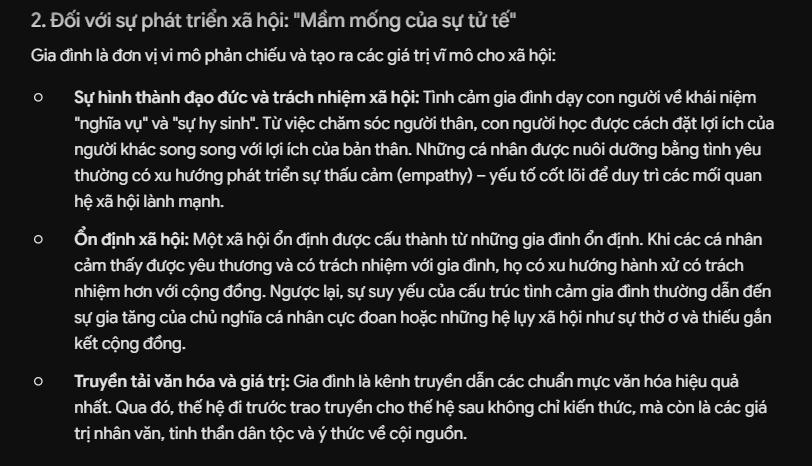 2. Đối với sự phát triển xã hội: "Mầm mống của sự tử tế"
Gia đình là đơn vị vi mô phản chiếu và tạo ra các giá trị vĩ mô cho xã hội:
Sự hình thành đạo đức và trách nhiệm xã hội: Tình cảm gia đình dạy con người về khái niệm
"nghĩa vụ" và "sự hy sinh". Từ việc chăm sóc người thân, con người học được cách đặt lợi ích của
người khác song song với lợi ích của bản thân. Những cá nhân được nuôi dưỡng bằng tình yêu
thường có xu hướng phát triển sự thấu cảm (empathy) – yếu tố cốt lõi để duy trì các mối quan
hệ xã hội lành mạnh.
Ổn định xã hội: Một xã hội ổn định được cấu thành từ những gia đình ổn định. Khi các cá nhân
cảm thấy được yêu thương và có trách nhiệm với gia đình, họ có xu hướng hành xử có trách
nhiệm hơn với cộng đồng. Ngược lại, sự suy yếu của cấu trúc tình cảm gia đình thường dẫn đến
sự gia tăng của chủ nghĩa cá nhân cực đoan hoặc những hệ lụy xã hội như sự thờ ơ và thiếu gắn
kết cộng đồng.
Truyền tải văn hóa và giá trị: Gia đình là kênh truyền dẫn các chuẩn mực văn hóa hiệu quả
nhất. Qua đó, thế hệ đi trước trao truyền cho thế hệ sau không chỉ kiến thức, mà còn là các giá
trị nhân văn, tinh thần dân tộc và ý thức về cội nguồn.